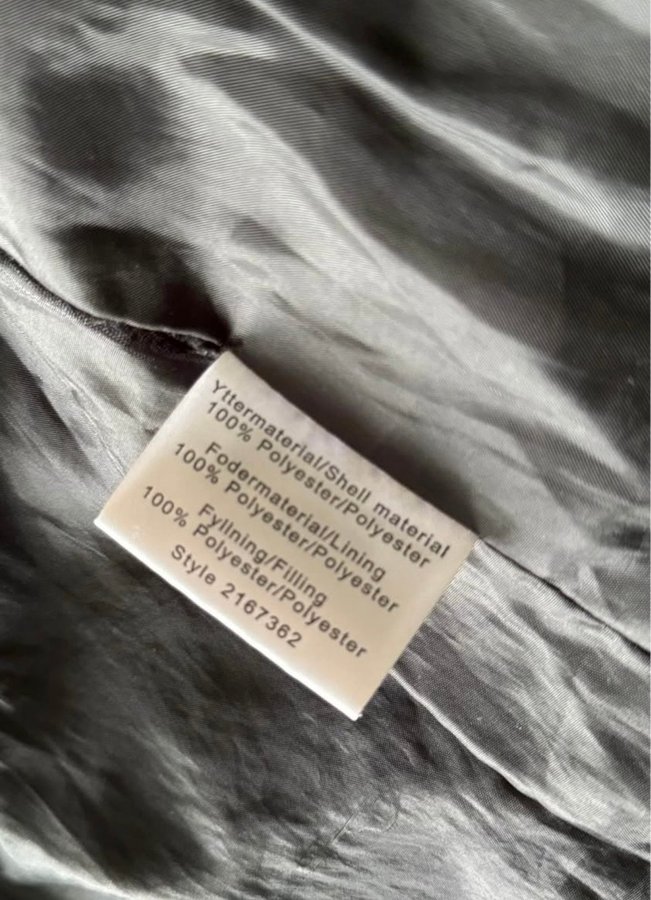 Yttermaterial/Shell material
100% Polyester/Polyester
Fodermaterial/Lining
100% Polyester/Polyester
Fyllning/Filling
100% Polyester/Polyester
Style 2167362